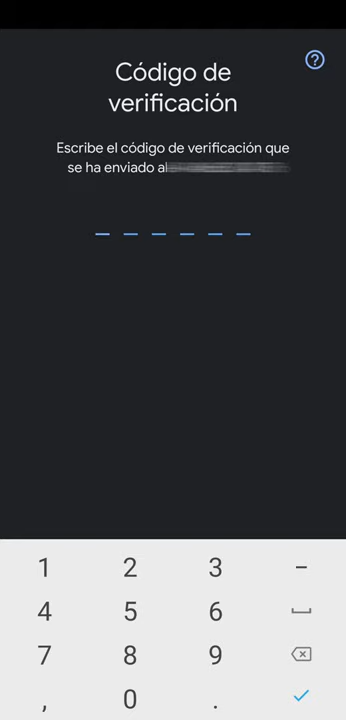 Código de
verificación
Escribe el código de verificación que
se ha enviado al
1 2 3 –
4 5 6
7 8 9
, 0 .